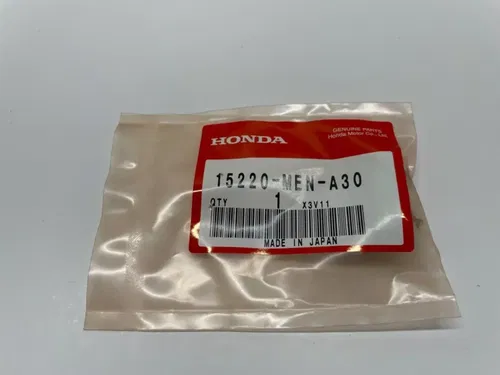 HONDA
GENUINE PARTS
Honda Motor Co., Ltd.
15220-MEN-A30
QTY 1 X3V11
MADE IN JAPAN